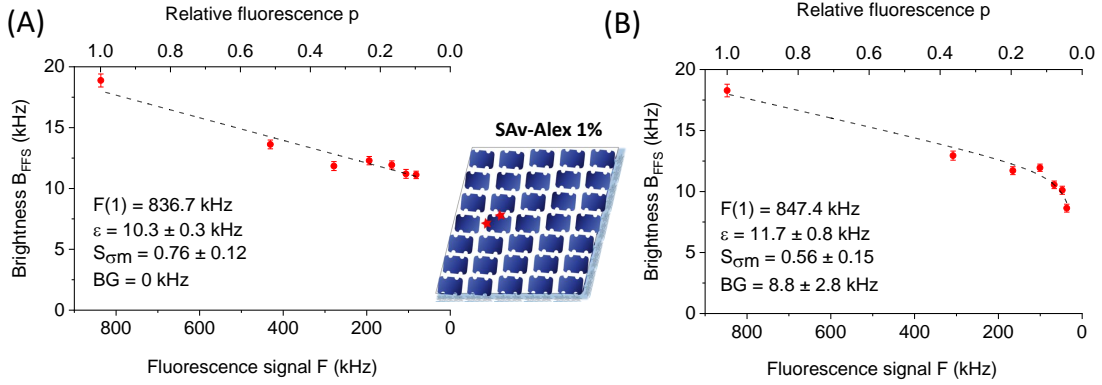 (A)
Relative fluorescence p
1.0 0.8 0.6 0.4 0.2 0.0
20
15
10
5
0
Brightness B_FFS (kHz)
F(1) = 836.7 kHz
ε = 10.3 ± 0.3 kHz
S_σm = 0.76 ± 0.12
BG = 0 kHz
800 600 400 200 0
Fluorescence signal F (kHz)
SAv-Alex 1%
(B)
Relative fluorescence p
1.0 0.8 0.6 0.4 0.2 0.0
20
15
10
5
0
Brightness B_FFS (kHz)
F(1) = 847.4 kHz
ε = 11.7 ± 0.8 kHz
S_σm = 0.56 ± 0.15
BG = 8.8 ± 2.8 kHz
800 600 400 200 0
Fluorescence signal F (kHz)